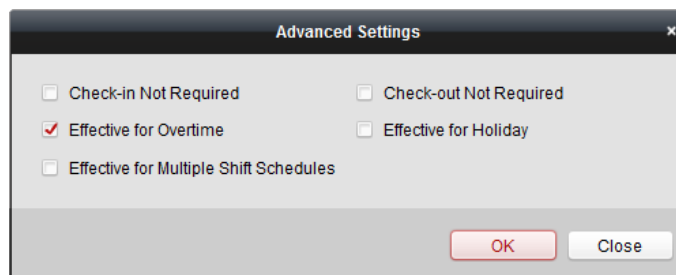 Advanced Settings ×
Check-in Not Required Check-out Not Required
Effective for Overtime Effective for Holiday
Effective for Multiple Shift Schedules
OK Close